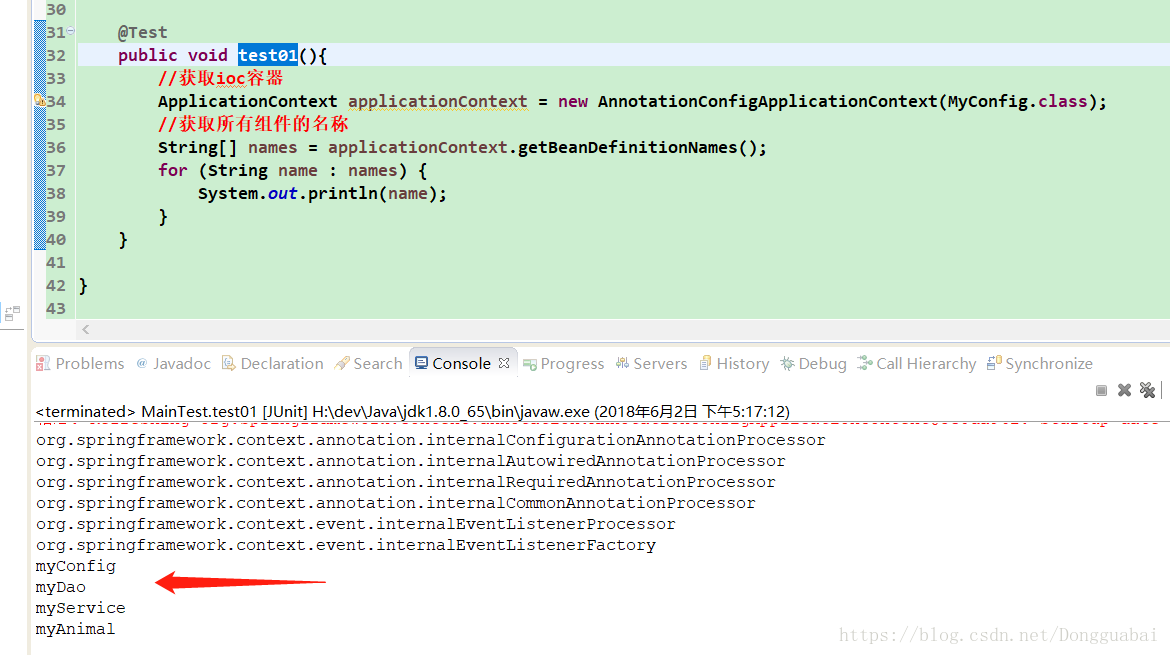 30
31 @Test
32 public void test01(){
33 //获取ioc容器
34 ApplicationContext applicationContext = new AnnotationConfigApplicationContext(MyConfig.class);
35 //获取所有组件的名称
36 String[] names = applicationContext.getBeanDefinitionNames();
37 for (String name : names) {
38 System.out.println(name);
39 }
40 }
41
42 }
43
Problems @ Javadoc Declaration Search Console Progress Servers History Debug Call Hierarchy Synchronize
<terminated> MainTest.test01 [JUnit] H:\dev\Java\jdk1.8.0_65\bin\javaw.exe (2018年6月2日 下午5:17:12)
org.springframework.context.annotation.internalConfigurationAnnotationProcessor
org.springframework.context.annotation.internalAutowiredAnnotationProcessor
org.springframework.context.annotation.internalRequiredAnnotationProcessor
org.springframework.context.annotation.internalCommonAnnotationProcessor
org.springframework.context.event.internalEventListenerProcessor
org.springframework.context.event.internalEventListenerFactory
myConfig
myDao
myService
myAnimal
https://blog.csdn.net/Dongguabai